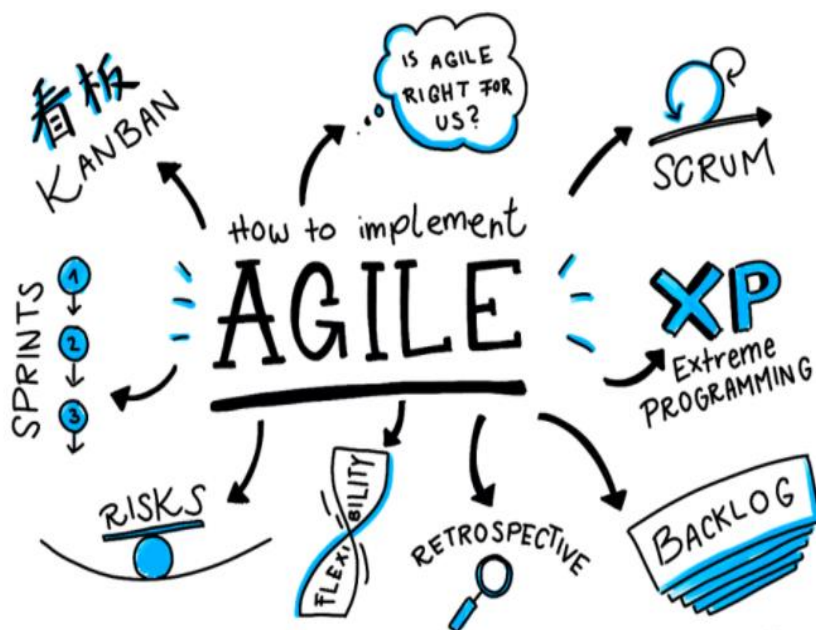 看板
KANBAN
IS AGILE
RIGHT FOR
US?
SCRUM
How to implement
AGILE
SPRINTS
1
2
3
XP
Extreme
PROGRAMMING
RISKS
FLEXIBILITY
RETROSPECTIVE
BACKLOG